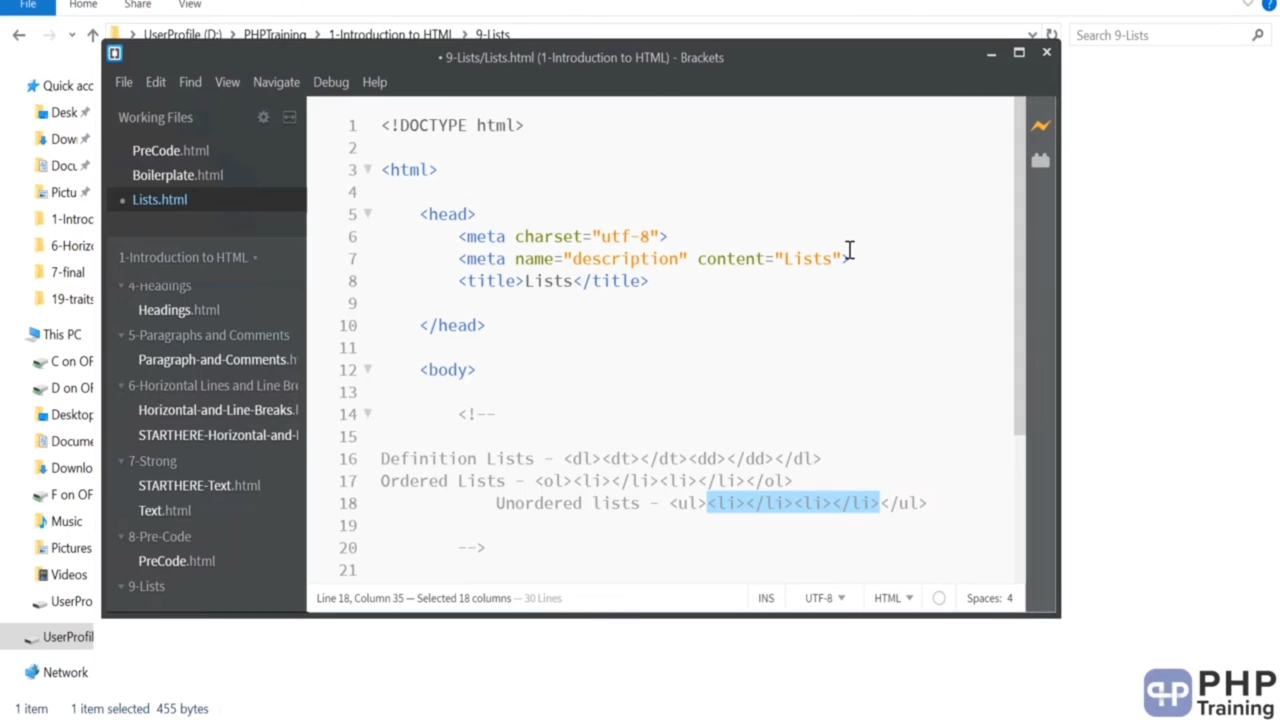 File Home Share View
UserProfile (D:) PHPTraining 1-Introduction to HTML 9-Lists
Search 9-Lists
• 9-Lists/Lists.html (1-Introduction to HTML) - Brackets
File Edit Find View Navigate Debug Help
Quick acc
Desk
Dow
Docu
Pictu
1-Introc
6-Horizo
7-final
19-traits
This PC
C on OF
D on OF
Desktop
Docume
Downlo
F on OF
Music
Pictures
Videos
UserPro
UserProfil
Network
Working Files
PreCode.html
Boilerplate.html
Lists.html
1-Introduction to HTML
4-Headings
Headings.html
5-Paragraphs and Comments
Paragraph-and-Comments.h
6-Horizontal Lines and Line Bre
Horizontal-and-Line-Breaks.
STARTHERE-Horizontal-and-
7-Strong
STARTHERE-Text.html
Text.html
8-Pre-Code
PreCode.html
9-Lists
1 <!DOCTYPE html>
2
3 <html>
4
5 <head>
6 <meta charset="utf-8">
7 <meta name="description" content="Lists">
8 <title>Lists</title>
9
10 </head>
11
12 <body>
13
14 <!--
15
16 Definition Lists - <dl><dt></dt><dd></dd></dl>
17 Ordered Lists - <ol><li></li><li></li></ol>
18 Unordered lists - <ul><li></li><li></li></ul>
19
20 -->
21
Line 18, Column 35 — Selected 18 columns — 30 Lines
INS UTF-8 HTML Spaces: 4
1 item 1 item selected 455 bytes
PHP
Training